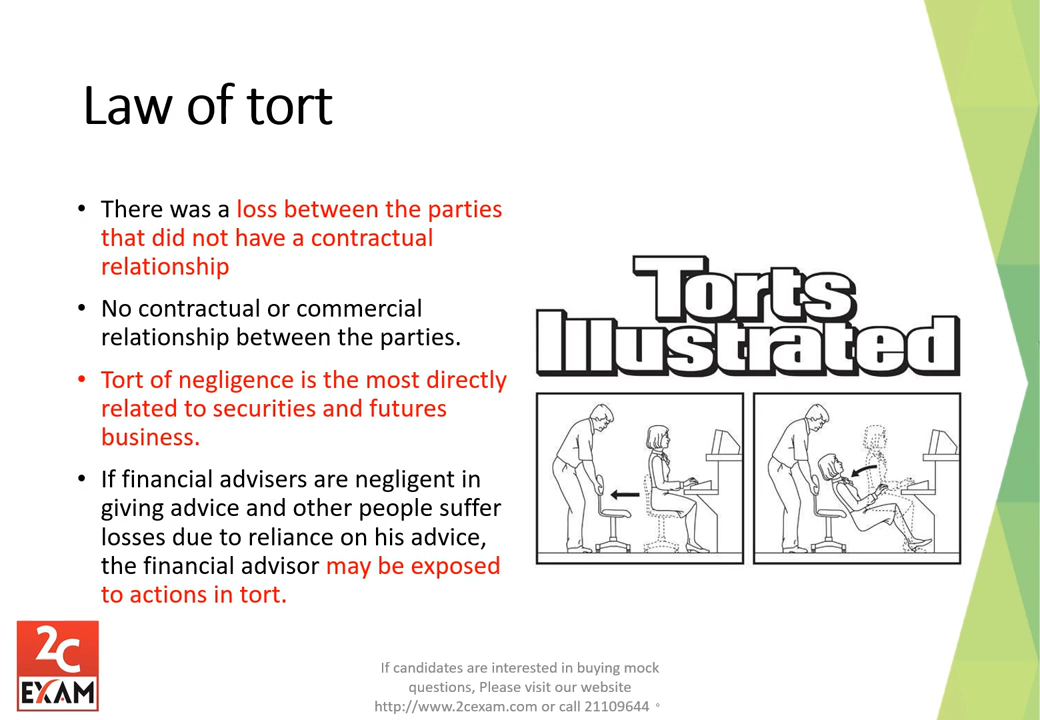 Law of tort
• There was a loss between the parties
that did not have a contractual
relationship
• No contractual or commercial
relationship between the parties.
• Tort of negligence is the most directly
related to securities and futures
business.
• If financial advisers are negligent in
giving advice and other people suffer
losses due to reliance on his advice,
the financial advisor may be exposed
to actions in tort.
Torts
Illustrated
2C
EXAM
If candidates are interested in buying mock
questions, Please visit our website
http://www.2cexam.com or call 21109644 。